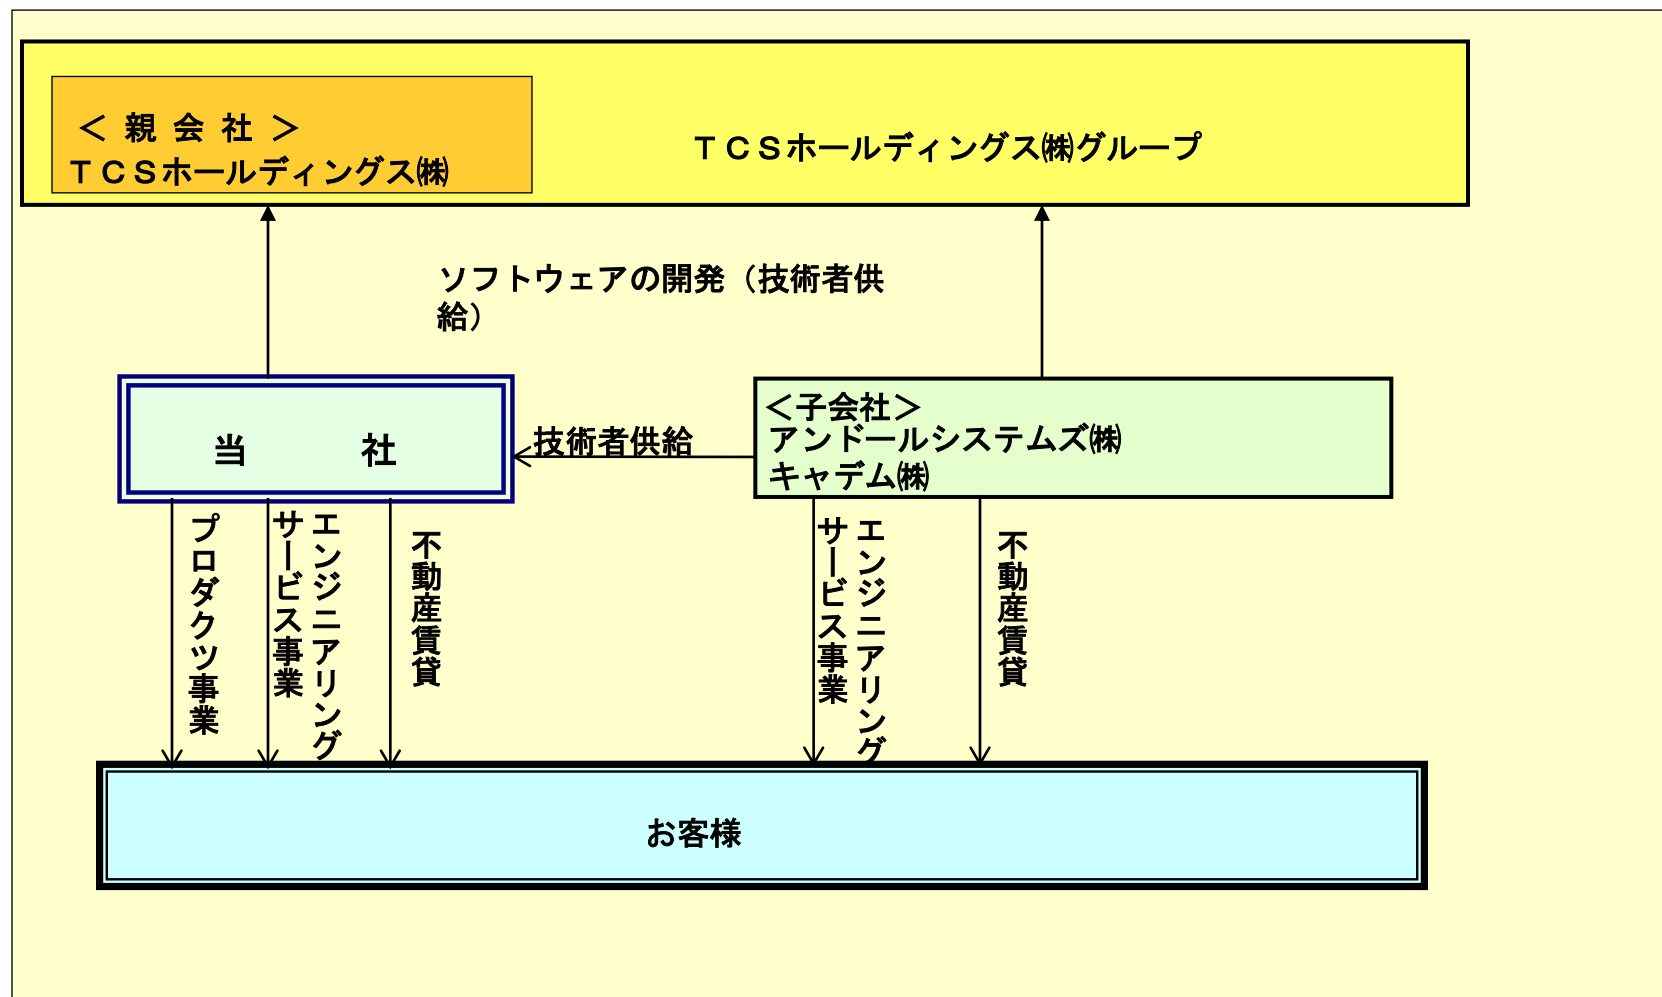 ＜ 親 会 社 ＞
ＴＣＳホールディングス㈱
ＴＣＳホールディングス㈱グループ
ソフトウェアの開発（技術者供
給）
当　　　社
技術者供給
＜子会社＞
アンドールシステムズ㈱
キャデム㈱
プロダクツ事業
エンジニアリング
サービス事業
不動産賃貸
エンジニアリング
サービス事業
不動産賃貸
お客様